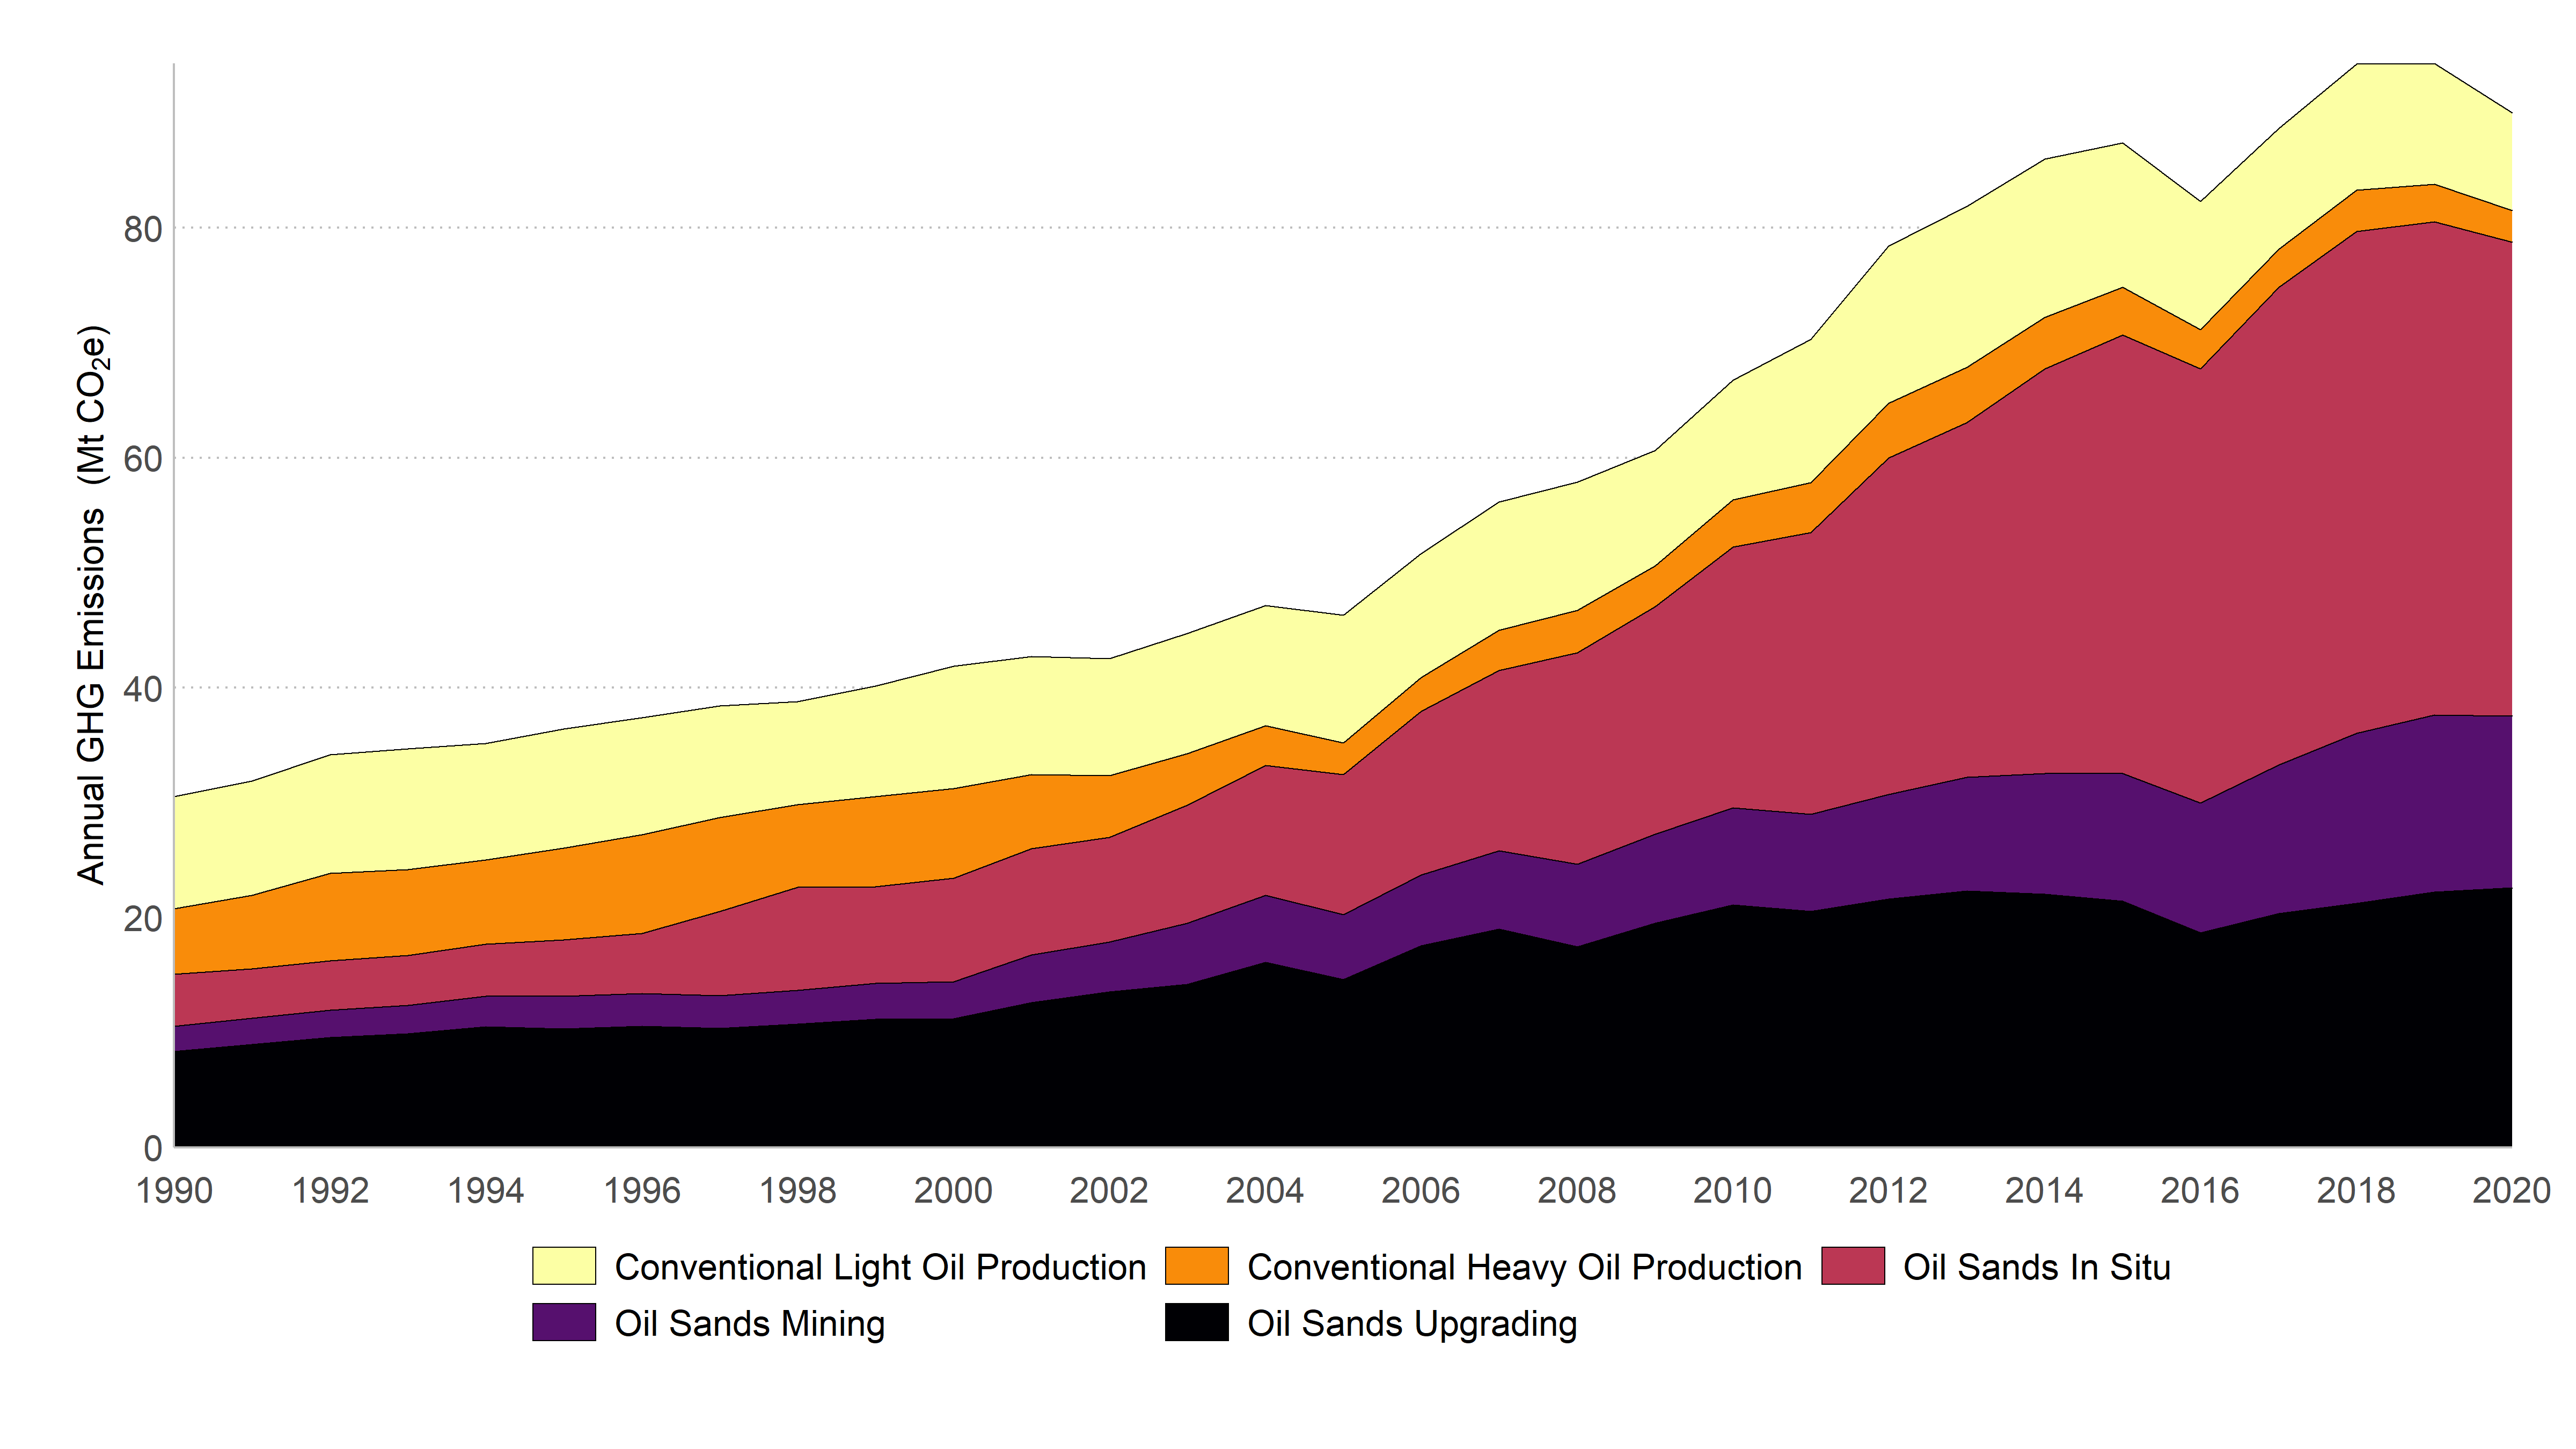 Annual GHG Emissions (Mt CO₂e)
80
60
40
20
0
1990 1992 1994 1996 1998 2000 2002 2004 2006 2008 2010 2012 2014 2016 2018 2020
Conventional Light Oil Production Conventional Heavy Oil Production Oil Sands In Situ
Oil Sands Mining Oil Sands Upgrading